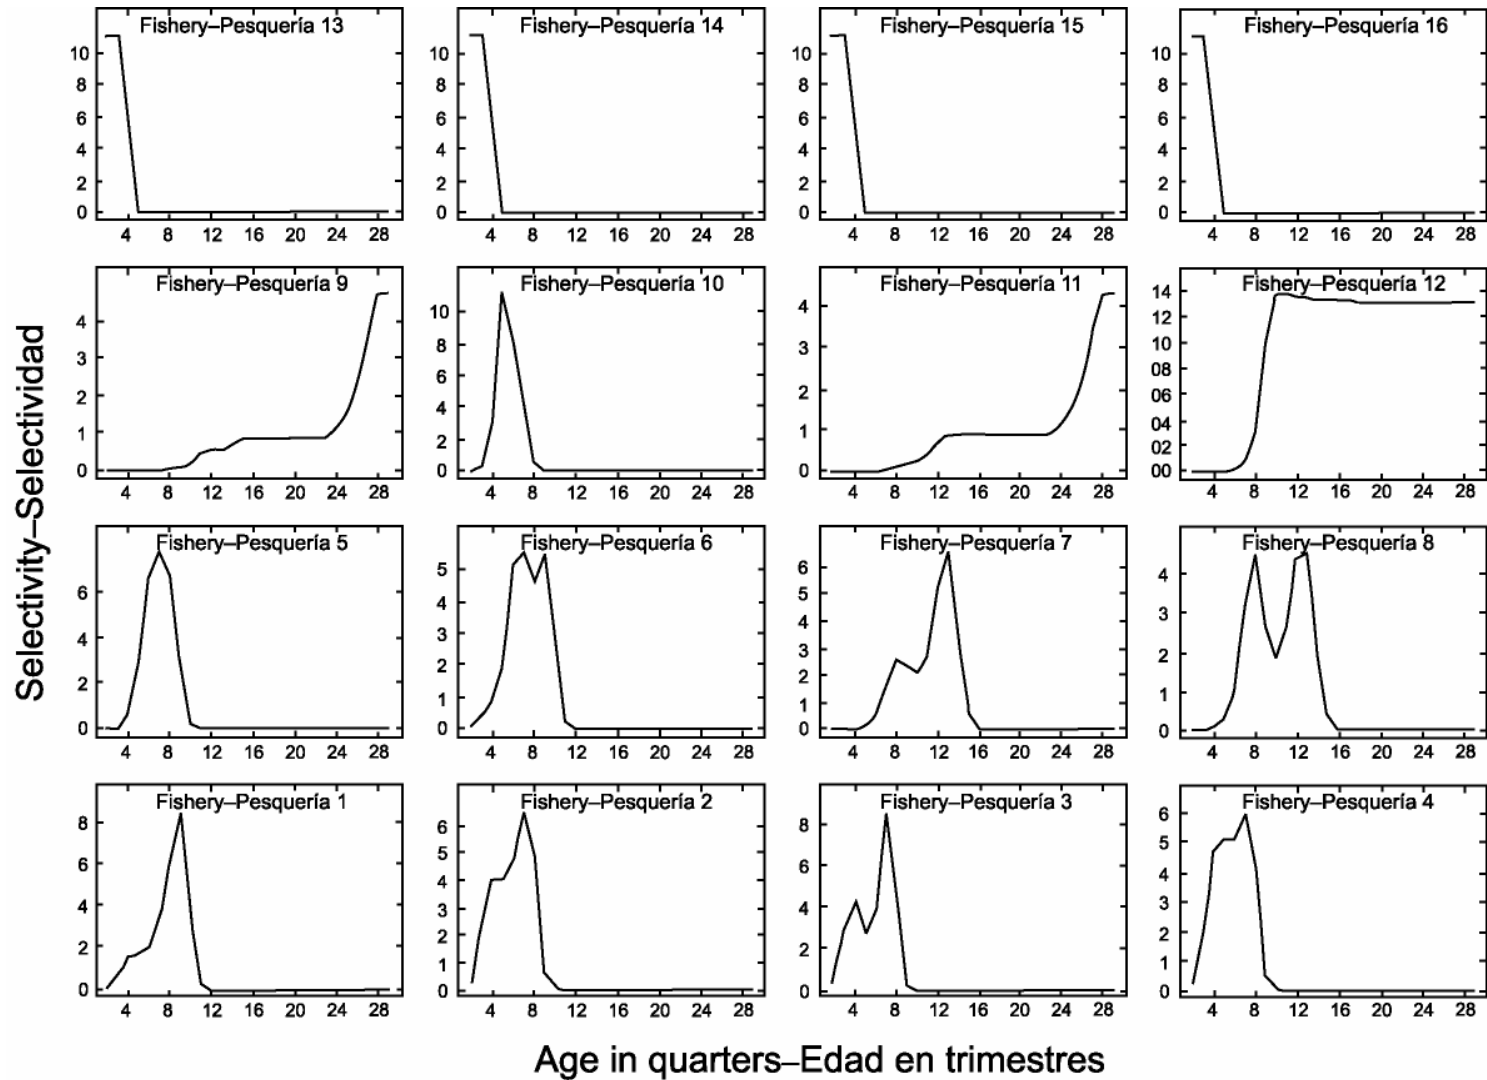 Fishery–Pesquería 13
10
8
6
4
2
0
4 8 12 16 20 24 28
Fishery–Pesquería 14
10
8
6
4
2
0
4 8 12 16 20 24 28
Fishery–Pesquería 15
10
8
6
4
2
0
4 8 12 16 20 24 28
Fishery–Pesquería 16
10
8
6
4
2
0
4 8 12 16 20 24 28
Fishery–Pesquería 9
4
3
2
1
0
4 8 12 16 20 24 28
Fishery–Pesquería 10
10
8
6
4
2
0
4 8 12 16 20 24 28
Fishery–Pesquería 11
4
3
2
1
0
4 8 12 16 20 24 28
Fishery–Pesquería 12
14
12
10
06
04
02
00
4 8 12 16 20 24 28
Selectivity–Selectividad
Fishery–Pesquería 5
6
4
2
0
4 8 12 16 20 24 28
Fishery–Pesquería 6
5
4
3
2
1
0
4 8 12 16 20 24 28
Fishery–Pesquería 7
6
5
4
3
2
1
0
4 8 12 16 20 24 28
Fishery–Pesquería 8
4
3
2
1
0
4 8 12 16 20 24 28
Fishery–Pesquería 1
8
6
4
2
0
4 8 12 16 20 24 28
Fishery–Pesquería 2
6
5
4
3
2
1
0
4 8 12 16 20 24 28
Fishery–Pesquería 3
8
6
4
2
0
4 8 12 16 20 24 28
Fishery–Pesquería 4
6
5
4
3
2
1
0
4 8 12 16 20 24 28
Age in quarters–Edad en trimestres